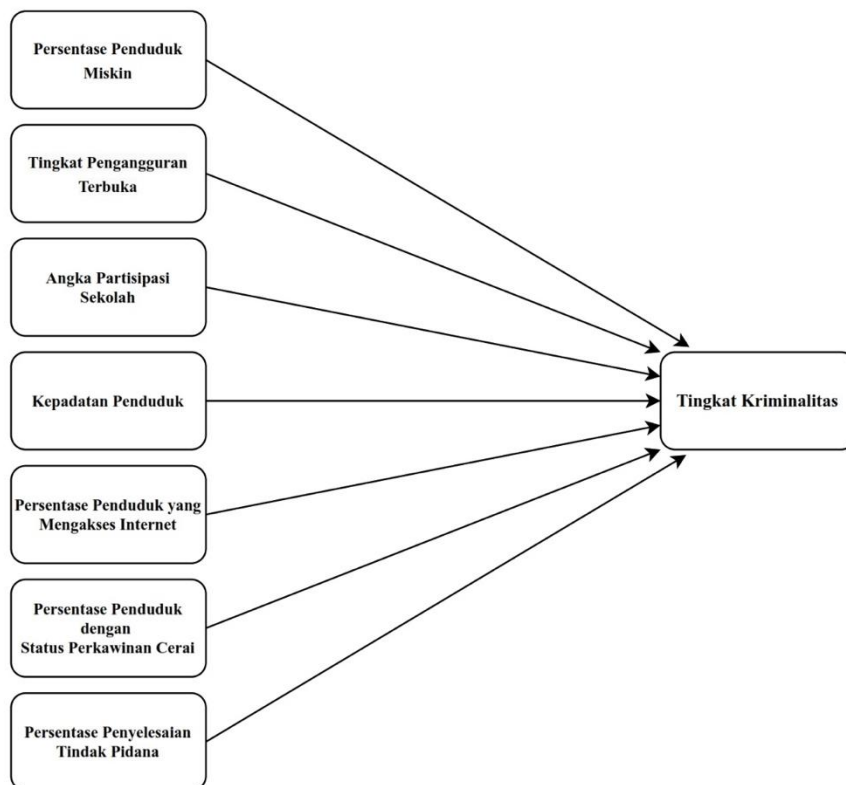 Persentase Penduduk
Miskin
Tingkat Pengangguran
Terbuka
Angka Partisipasi
Sekolah
Kepadatan Penduduk
Tingkat Kriminalitas
Persentase Penduduk yang
Mengakses Internet
Persentase Penduduk
dengan
Status Perkawinan Cerai
Persentase Penyelesaian
Tindak Pidana